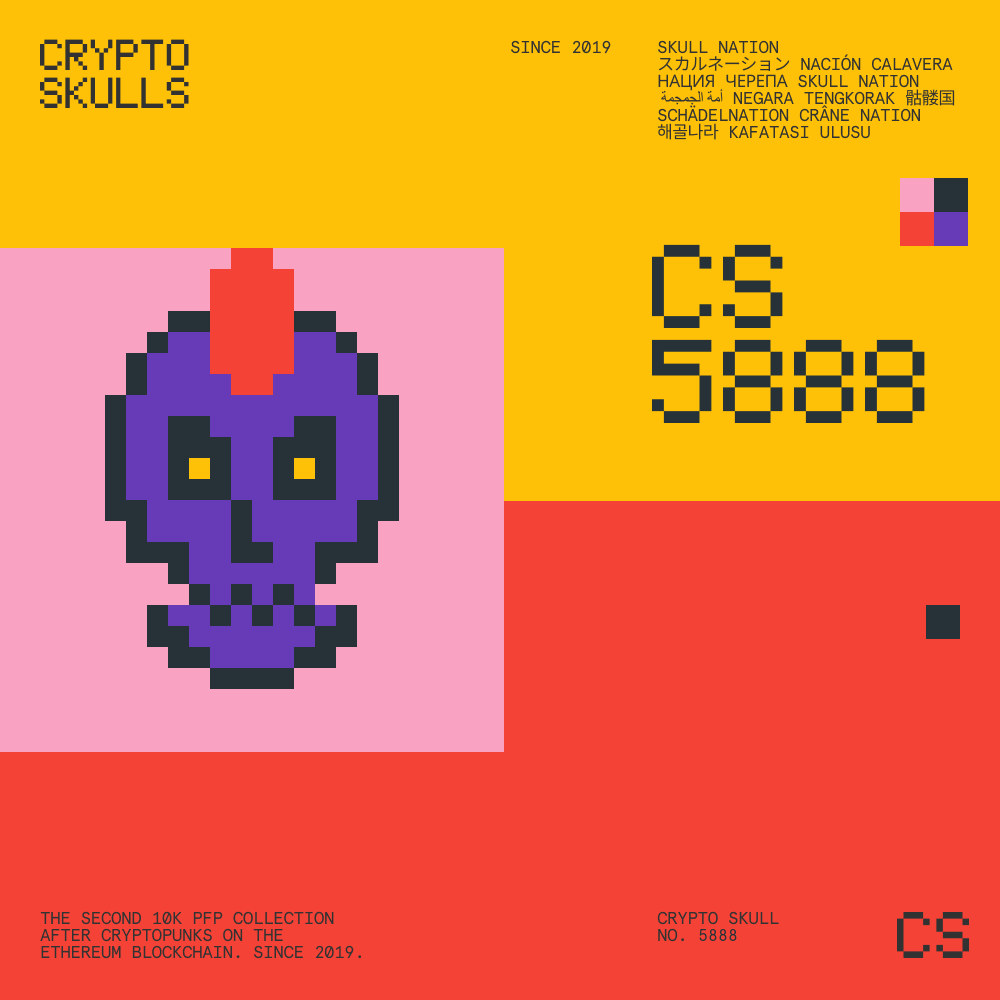 CRYPTO
SKULLS
SINCE 2019
SKULL NATION
スカルネーション NACIÓN CALAVERA
НАЦИЯ ЧЕРЕПА SKULL NATION
أمة الجمجمة NEGARA TENGKORAK 骷髅国
SCHÄDELNATION CRÂNE NATION
해골나라 KAFATASI ULUSU
CS
5888
THE SECOND 10K PFP COLLECTION
AFTER CRYPTOPUNKS ON THE
ETHEREUM BLOCKCHAIN. SINCE 2019.
CRYPTO SKULL
NO. 5888
CS